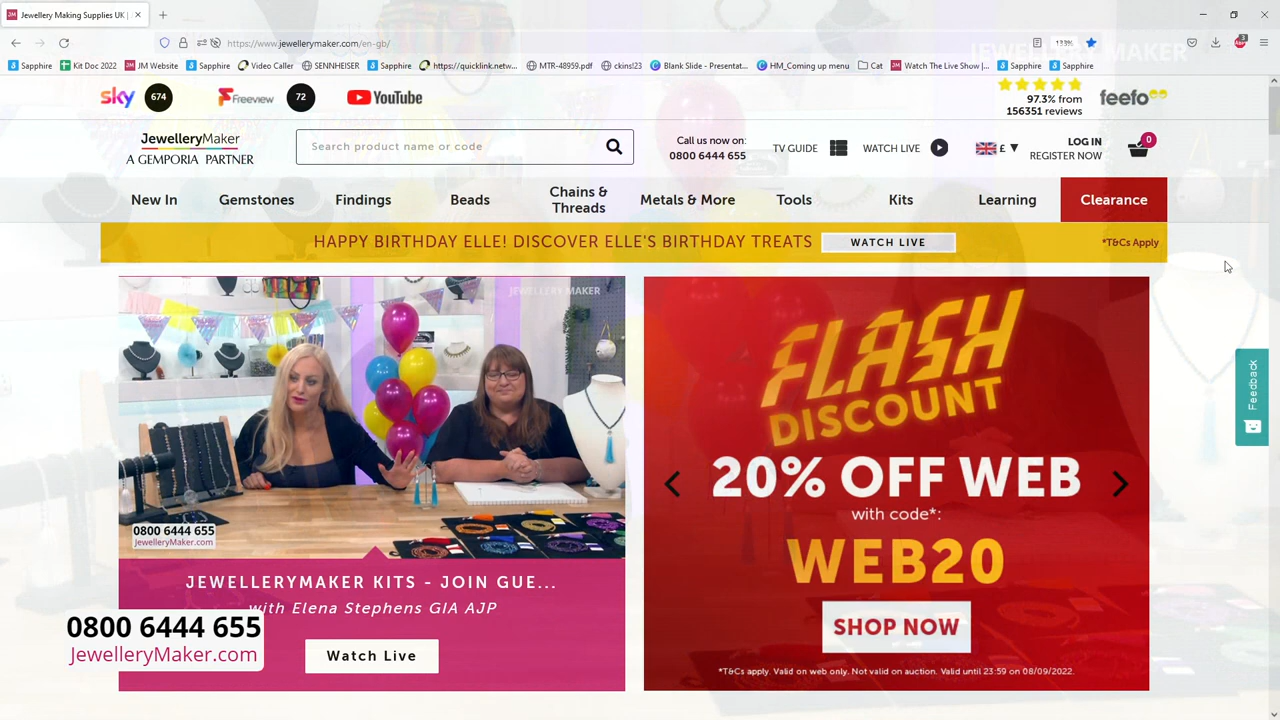 Jewellery Making Supplies UK |
https://www.jewellerymaker.com/en-gb/
133%
3
JEWELLERY MAKER
Sapphire
Kit Doc 2022
JM Website
Sapphire
Video Caller
SENNHEISER
Sapphire
https://quicklink.netw...
MTR-48959.pdf
ckins!23
Blank Slide - Presentat...
HM_Coming up menu
Cat
Watch The Live Show |...
Sapphire
Sapphire
sky
674
Freeview
72
YouTube
97.3% from
156351 reviews
feefo
JewelleryMaker
A GEMPORIA PARTNER
Search product name or code
Call us now on:
0800 6444 655
TV GUIDE
WATCH LIVE
£
LOG IN
REGISTER NOW
0
New In
Gemstones
Findings
Beads
Chains &
Threads
Metals & More
Tools
Kits
Learning
Clearance
HAPPY BIRTHDAY ELLE! DISCOVER ELLE'S BIRTHDAY TREATS
WATCH LIVE
*T&Cs Apply
JEWELLERY MAKER
0800 6444 655
JewelleryMaker.com
JEWELLERYMAKER KITS - JOIN GUE...
with Elena Stephens GIA AJP
Watch Live
0800 6444 655
JewelleryMaker.com
FLASH
DISCOUNT
20% OFF WEB
with code*:
WEB20
SHOP NOW
*T&Cs apply. Valid on web only. Not valid on auction. Valid until 23:59 on 08/09/2022.
Feedback